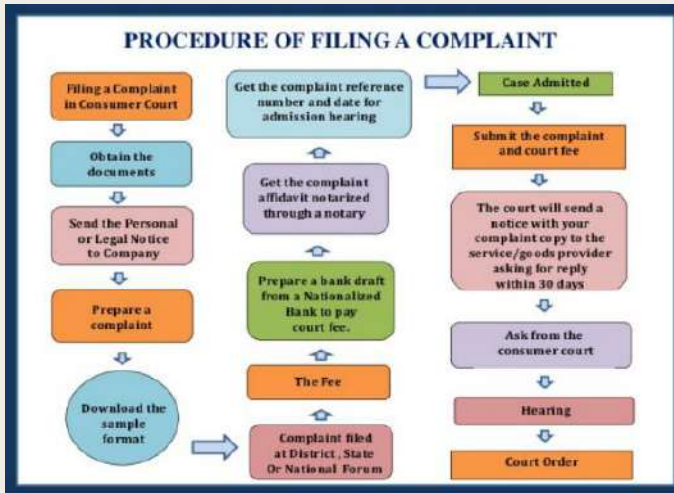 PROCEDURE OF FILING A COMPLAINT
Filing a Complaint
in Consumer Court
Obtain the
documents
Send the Personal
or Legal Notice
to Company
Prepare a
complaint
Download the
sample
format
Complaint filed
at District, State
Or National Forum
The Fee
Prepare a bank draft
from a Nationalized
Bank to pay
court fee.
Get the complaint
affidavit notarized
through a notary
Get the complaint reference
number and date for
admission hearing
Case Admitted
Submit the complaint
and court fee
The court will send a
notice with your
complaint copy to the
service/goods provider
asking for reply
within 30 days
Ask from the
consumer court
Hearing
Court Order